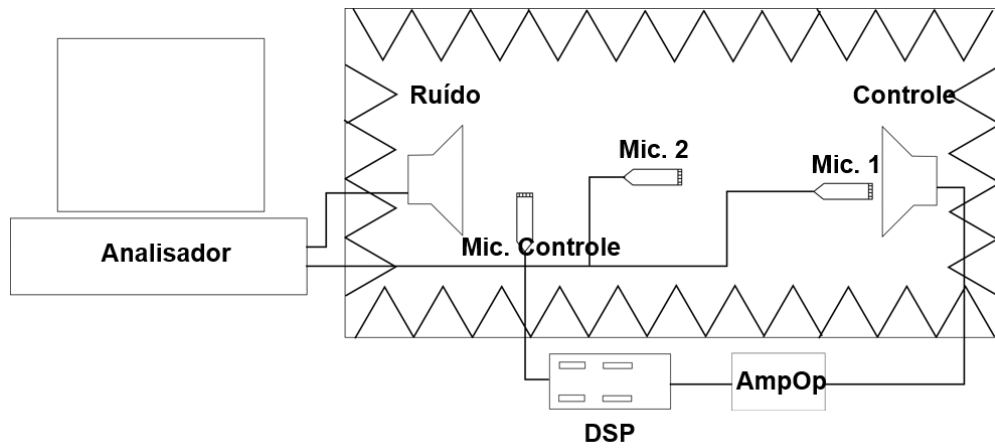 Ruído
Controle
Mic. 2
Mic. 1
Analisador
Mic. Controle
AmpOp
DSP